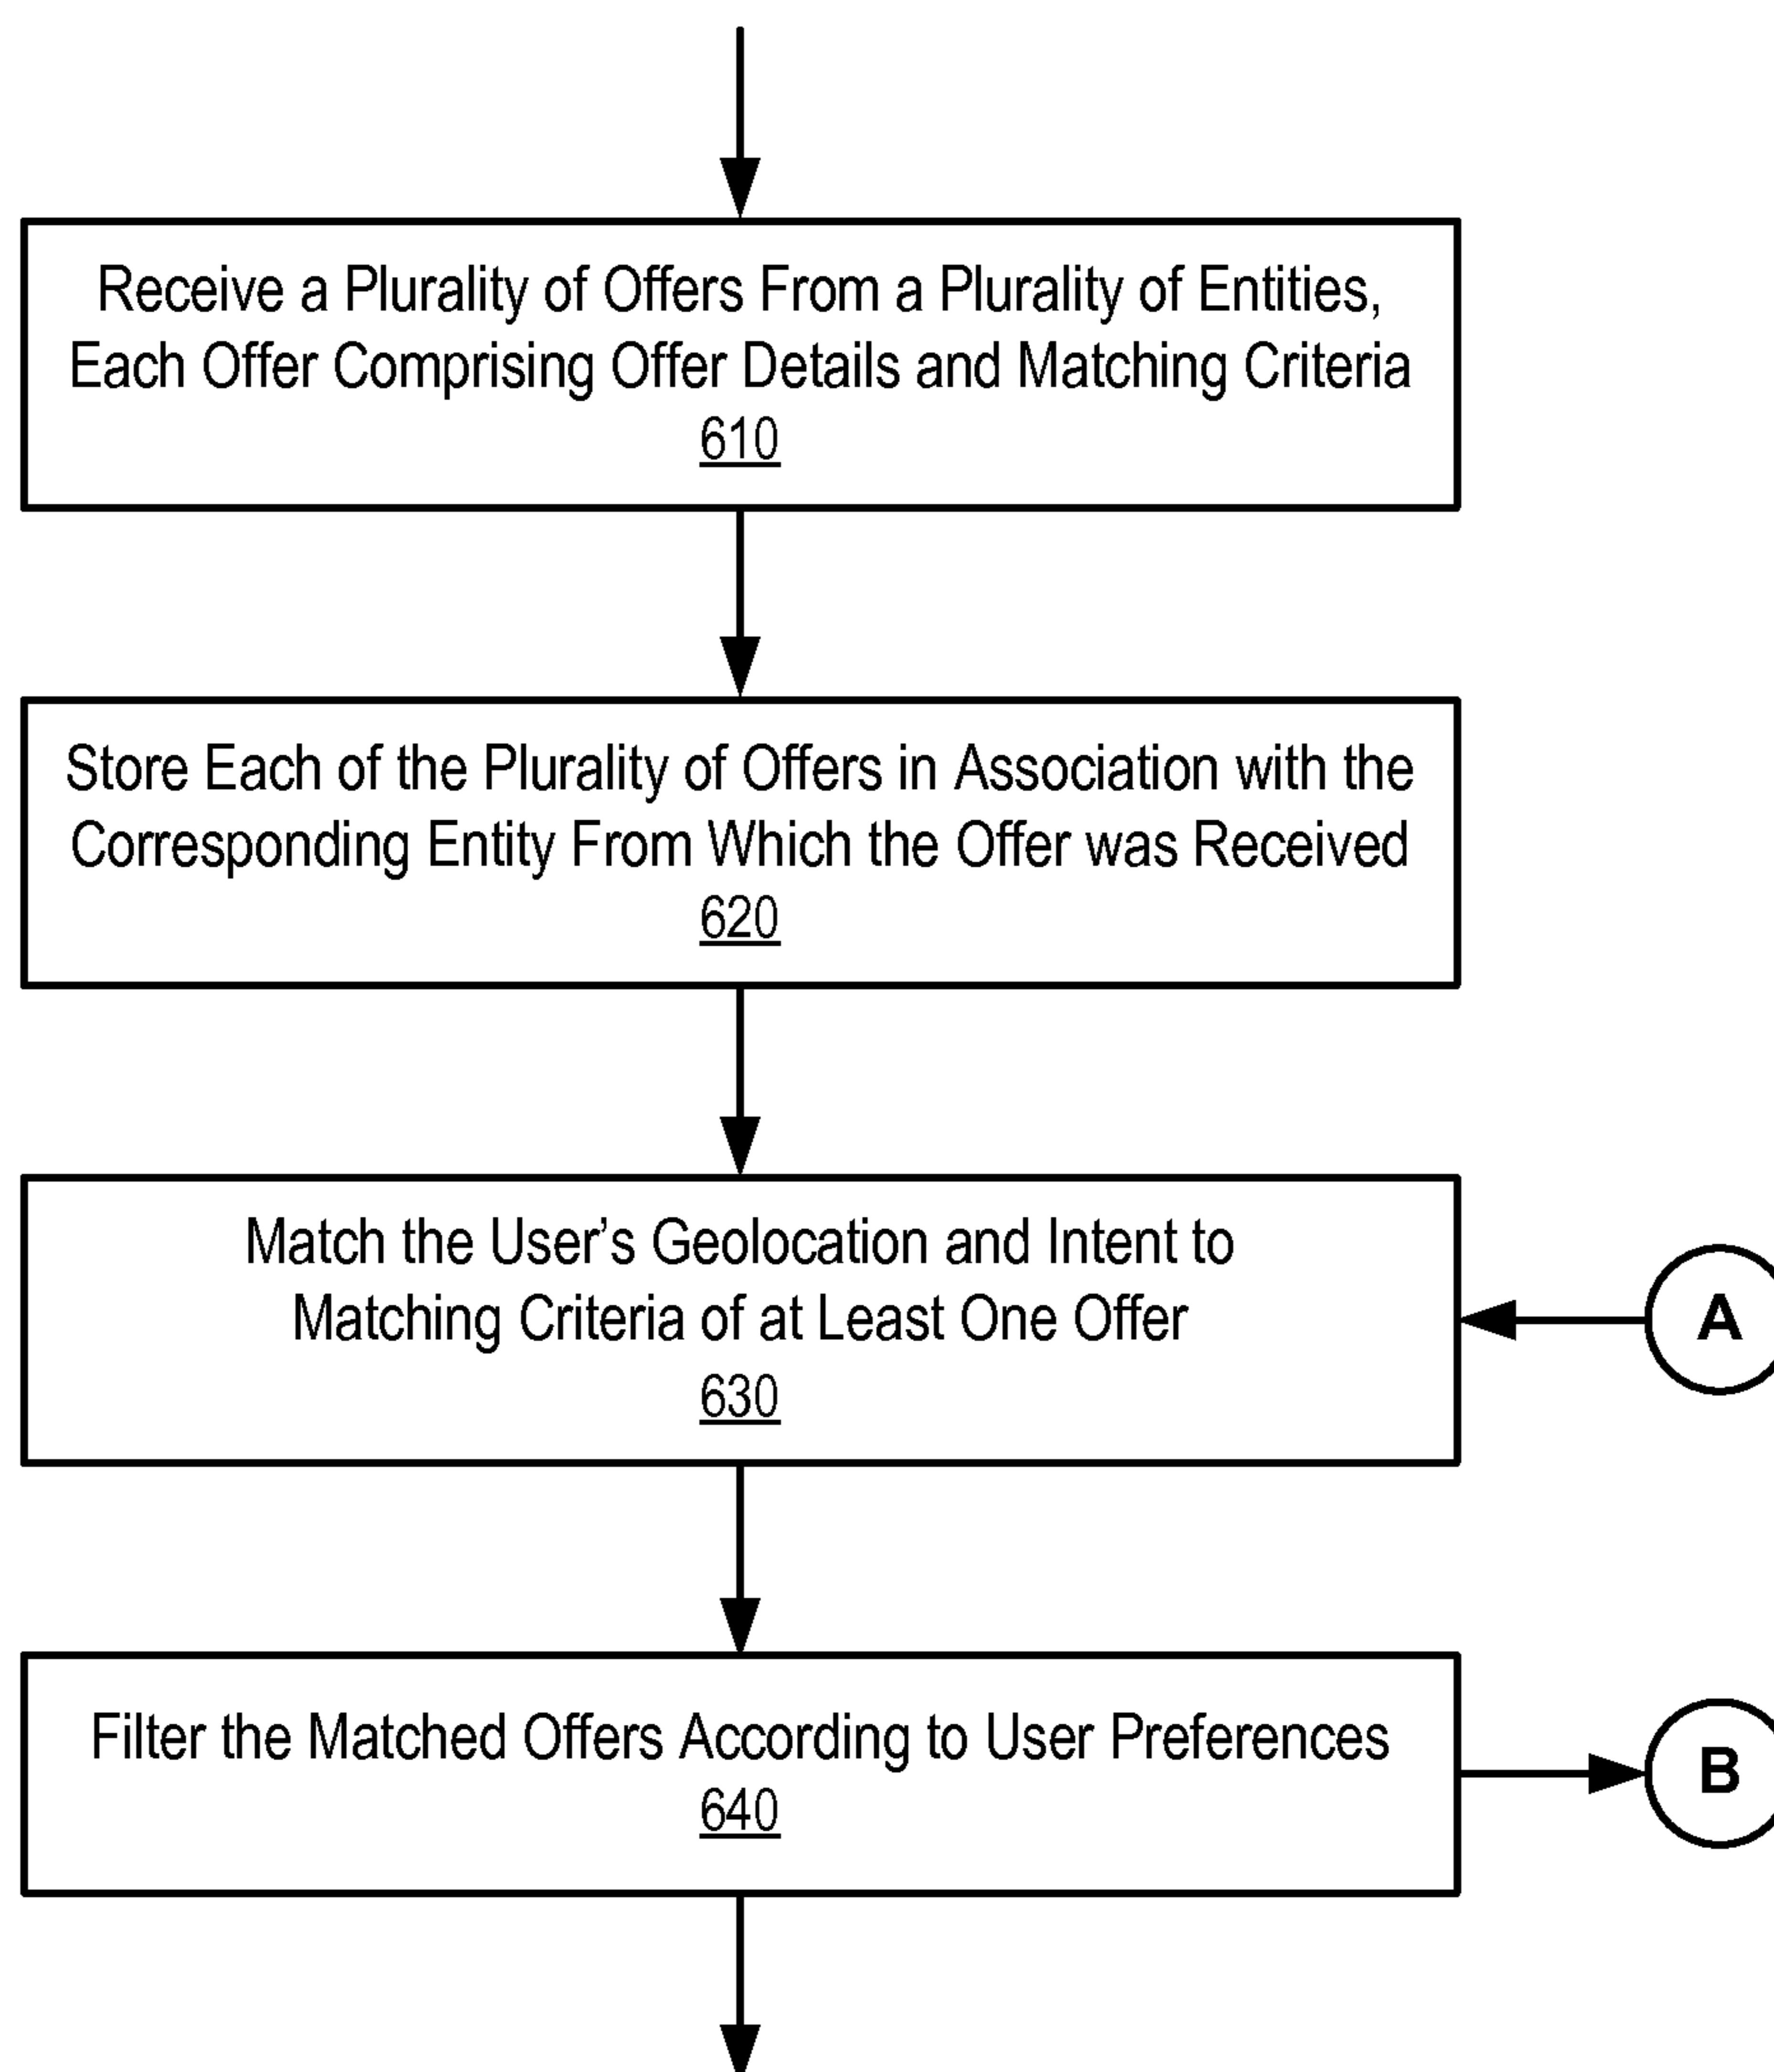 Receive a Plurality of Offers From a Plurality of Entities,
Each Offer Comprising Offer Details and Matching Criteria
610
Store Each of the Plurality of Offers in Association with the
Corresponding Entity From Which the Offer was Received
620
Match the User’s Geolocation and Intent to
Matching Criteria of at Least One Offer
630
A
Filter the Matched Offers According to User Preferences
640
B